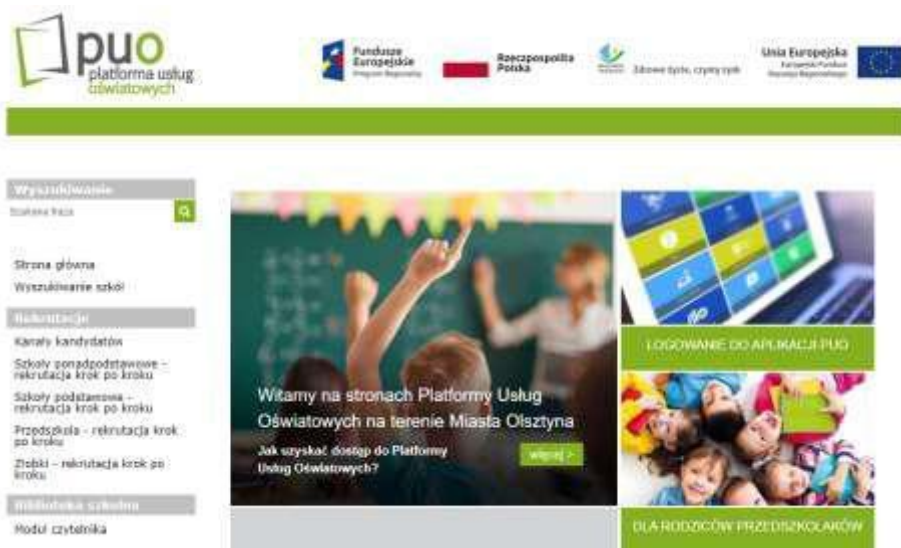 puo
platforma usług
oświatowych
Fundusze
Europejskie
Program Regionalny
Rzeczpospolita
Polska
Zdrowe życie, czysty zysk
Unia Europejska
Europejski Fundusz
Rozwoju Regionalnego
Wyszukiwanie
Szukana fraza
Strona główna
Wyszukiwanie szkół
Rekrutacje
Kanały kandydatów
Szkoły ponadpodstawowe -
rekrutacja krok po kroku
Szkoły podstawowe -
rekrutacja krok po kroku
Przedszkola - rekrutacja krok
po kroku
Żłobki - rekrutacja krok po
kroku
Biblioteka szkolna
Moduł czytelnika
Witamy na stronach Platformy Usług
Oświatowych na terenie Miasta Olsztyna
Jak uzyskać dostęp do Platformy
Usług Oświatowych?
więcej >
LOGOWANIE DO APLIKACJI PUO
DLA RODZICÓW PRZEDSZKOLAKÓW